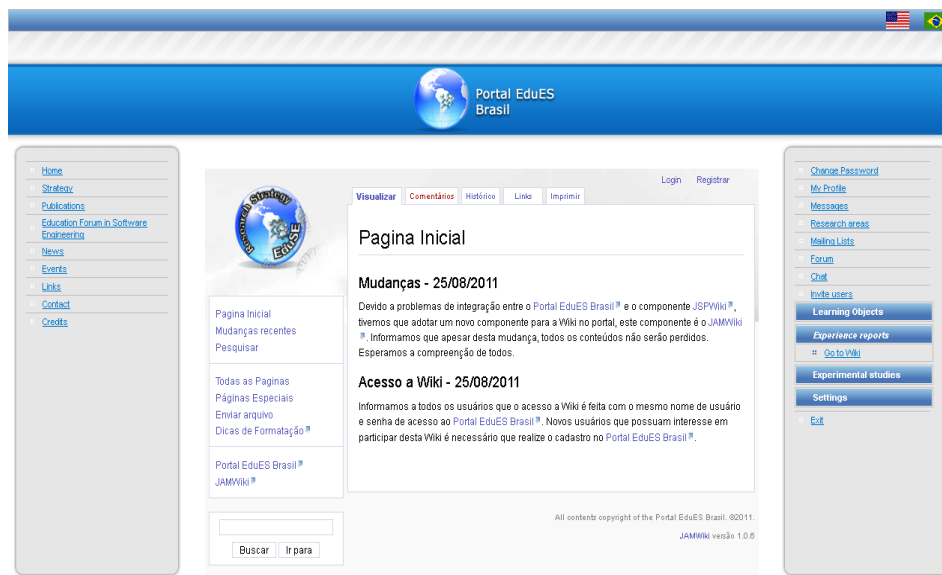 Portal EduES
Brasil
Home
Strategy
Publications
Education Forum in Software
Engineering
News
Events
Links
Contact
Credits
Research Strategy
EduSE
Pagina Inicial
Mudanças recentes
Pesquisar
Todas as Paginas
Páginas Especiais
Enviar arquivo
Dicas de Formatação
Portal EduES Brasil
JAMWiki
Buscar Ir para
Login Registrar
Visualizar Comentários Histórico Links Imprimir
Pagina Inicial
Mudanças - 25/08/2011
Devido a problemas de integração entre o Portal EduES Brasil e o componente JSPWiki,
tivemos que adotar um novo componente para a Wiki no portal, este componente é o JAMWiki
. Informamos que apesar desta mudança, todos os conteúdos não serão perdidos.
Esperamos a compreenção de todos.
Acesso a Wiki - 25/08/2011
Informamos a todos os usuários que o acesso a Wiki é feita com o mesmo nome de usuário
e senha de acesso ao Portal EduES Brasil. Novos usuários que possuam interesse em
participar desta Wiki é necessário que realize o cadastro no Portal EduES Brasil.
All contents copyright of the Portal EduES Brasil. ©2011.
JAMWiki versão 1.0.6
Change Password
My Profile
Messages
Research areas
Mailing Lists
Forum
Chat
Invite users
Learning Objects
Experience reports
Go to Wiki
Experimental studies
Settings
Exit